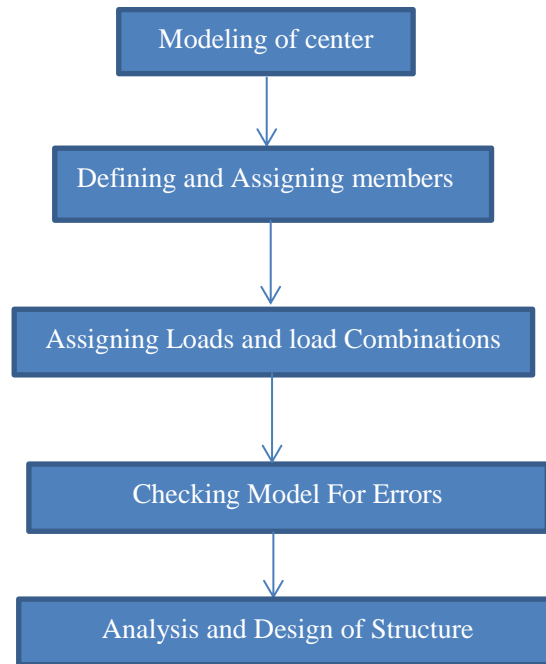 Modeling of center
Defining and Assigning members
Assigning Loads and load Combinations
Checking Model For Errors
Analysis and Design of Structure